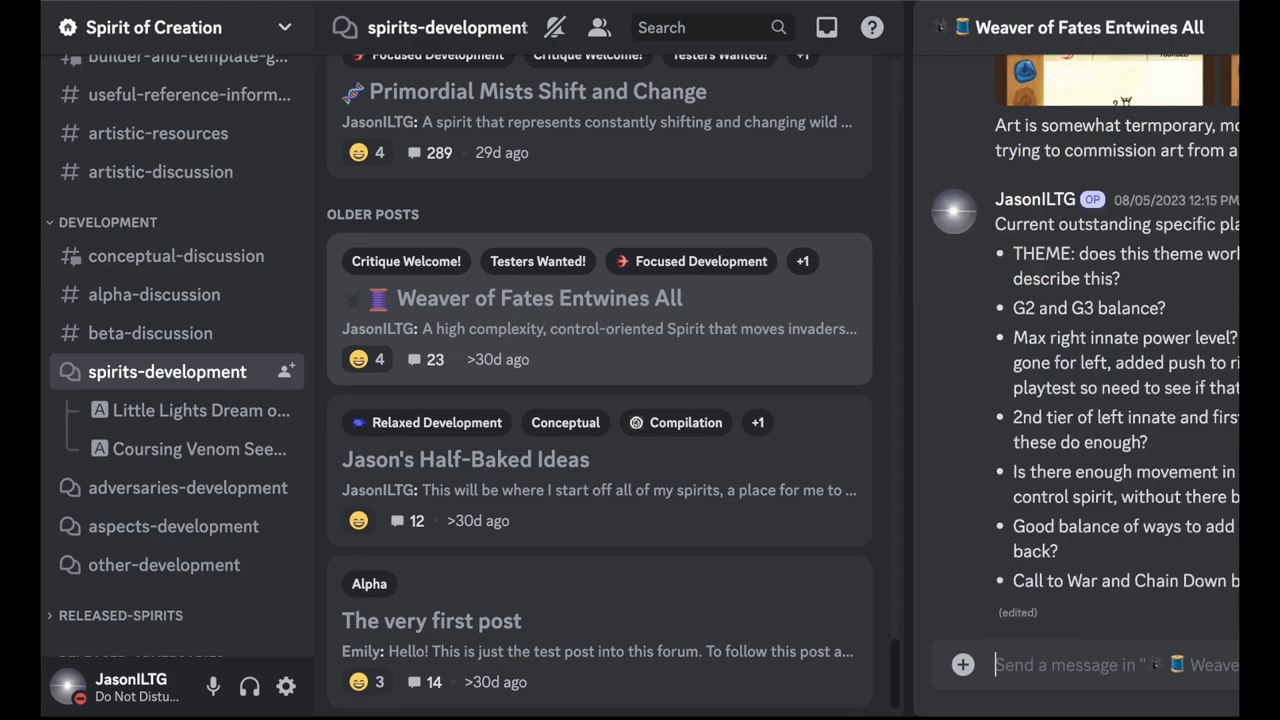 Spirit of Creation
builder-and-template-g...
useful-reference-inform...
artistic-resources
artistic-discussion
DEVELOPMENT
conceptual-discussion
alpha-discussion
beta-discussion
spirits-development
A Little Lights Dream o...
A Coursing Venom See...
adversaries-development
aspects-development
other-development
RELEASED-SPIRITS
JasonILTG
Do Not Distu...
spirits-development
Search
Focused Development Critique Welcome! Testers Wanted! +1
Primordial Mists Shift and Change
JasonILTG: A spirit that represents constantly shifting and changing wild ...
4 289 • 29d ago
OLDER POSTS
Critique Welcome! Testers Wanted! Focused Development +1
Weaver of Fates Entwines All
JasonILTG: A high complexity, control-oriented Spirit that moves invaders...
4 23 • >30d ago
Relaxed Development Conceptual Compilation +1
Jason's Half-Baked Ideas
JasonILTG: This will be where I start off all of my spirits, a place for me to ...
12 • >30d ago
Alpha
The very first post
Emily: Hello! This is just the test post into this forum. To follow this post a...
3 14 • >30d ago
Weaver of Fates Entwines All
Art is somewhat termporary, mo
trying to commission art from a
JasonILTG OP 08/05/2023 12:15 PM
Current outstanding specific pla
• THEME: does this theme worl
describe this?
• G2 and G3 balance?
• Max right innate power level?
gone for left, added push to ri
playtest so need to see if that
• 2nd tier of left innate and firs
these do enough?
• Is there enough movement in
control spirit, without there b
• Good balance of ways to add
back?
• Call to War and Chain Down b
(edited)
Send a message in " Weave